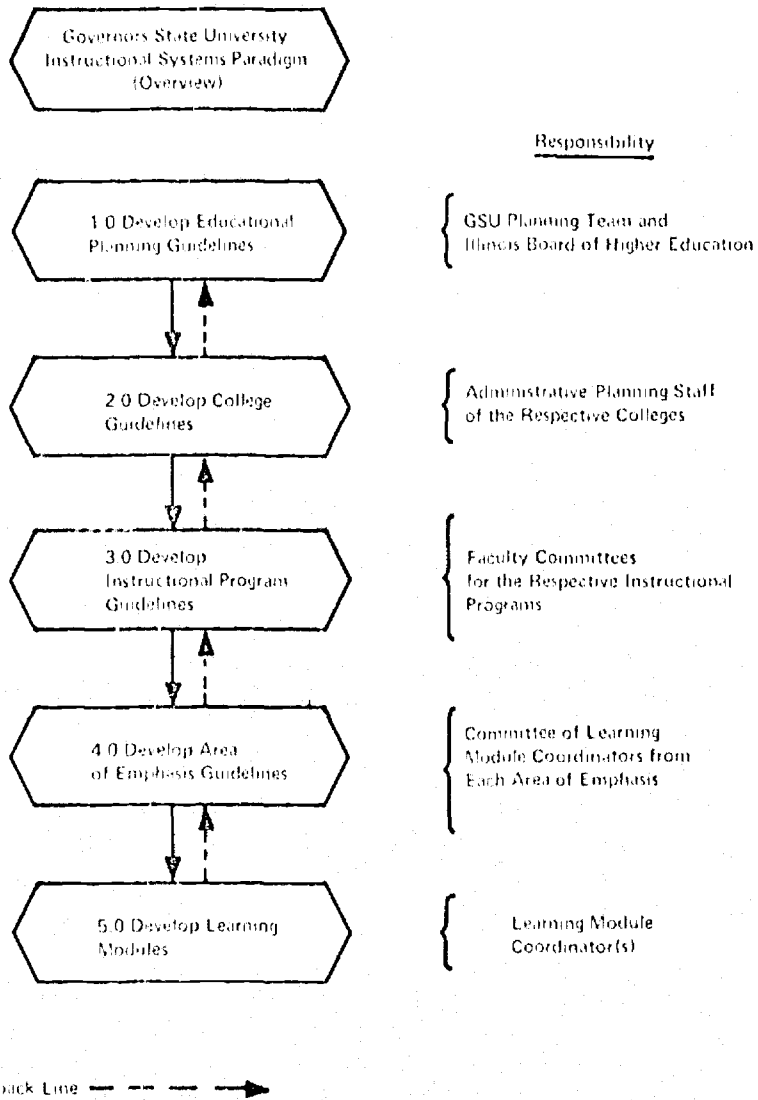 Governors State University
Instructional Systems Paradigm
(Overview)
Responsibility
1.0 Develop Educational
Planning Guidelines
GSU Planning Team and
Illinois Board of Higher Education
2.0 Develop College
Guidelines
Administrative Planning Staff
of the Respective Colleges
3.0 Develop
Instructional Program
Guidelines
Faculty Committees
for the Respective Instructional
Programs
4.0 Develop Area
of Emphasis Guidelines
Committee of Learning
Module Coordinators from
Each Area of Emphasis
5.0 Develop Learning
Modules
Learning Module
Coordinator(s)
back Line